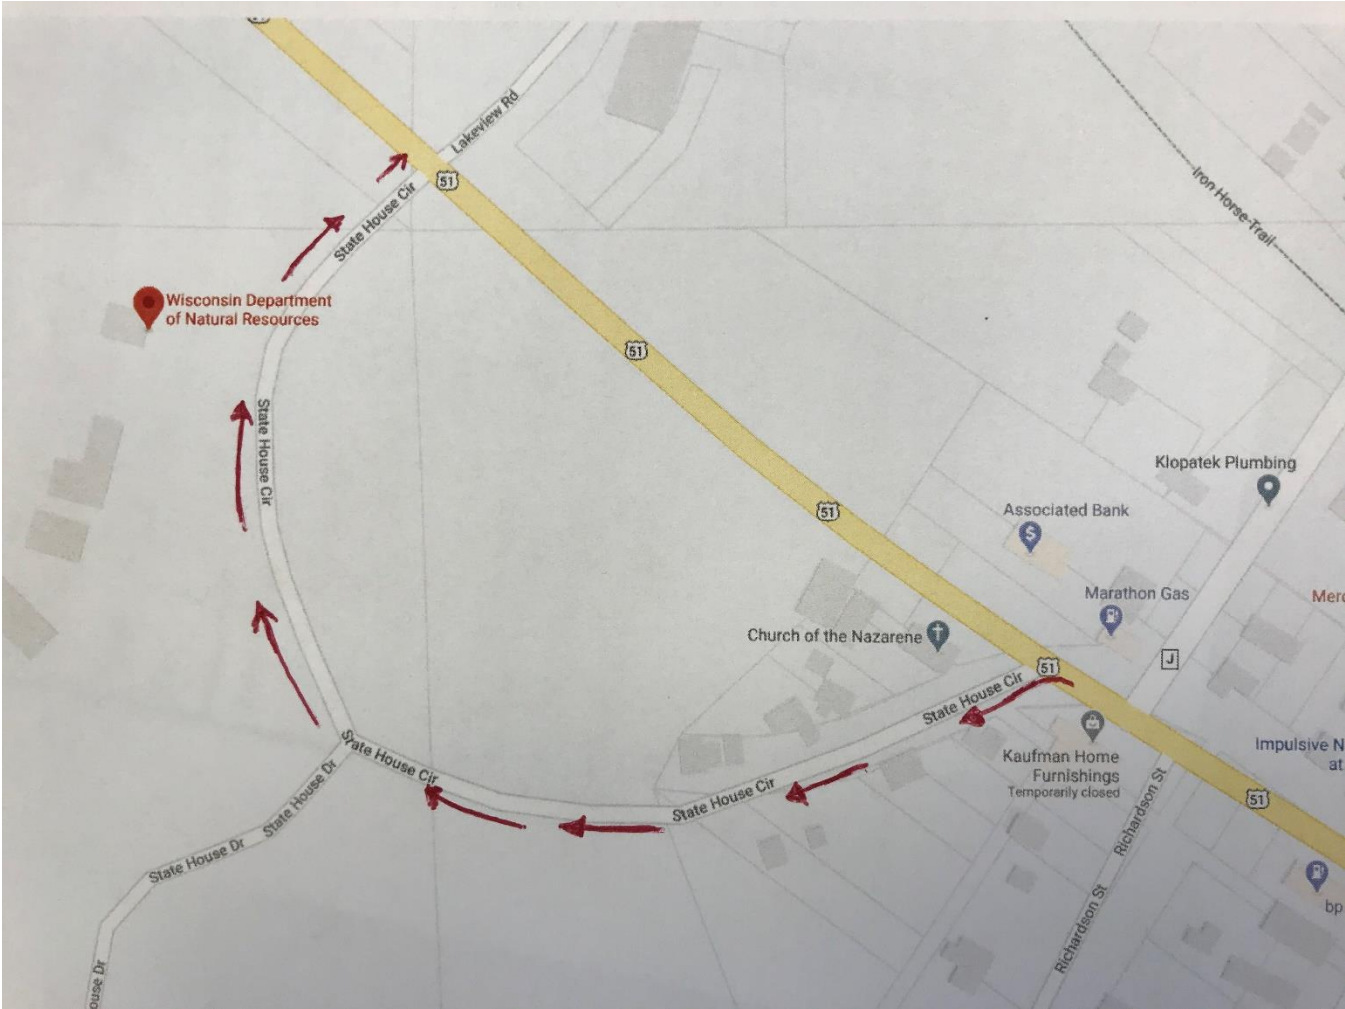 Lakeview Rd
51
State House Cir
Iron Horse Trail
Wisconsin Department
of Natural Resources
51
State House Cir
Klopatek Plumbing
Associated Bank
51
Marathon Gas
Church of the Nazarene
J
51
State House Cir
State House Cir
Kaufman Home
Furnishings
Temporarily closed
Impulsive N
at
State House Dr
State House Cir
Richardson St
51
State House Dr
bp
Richardson St
ouse Dr